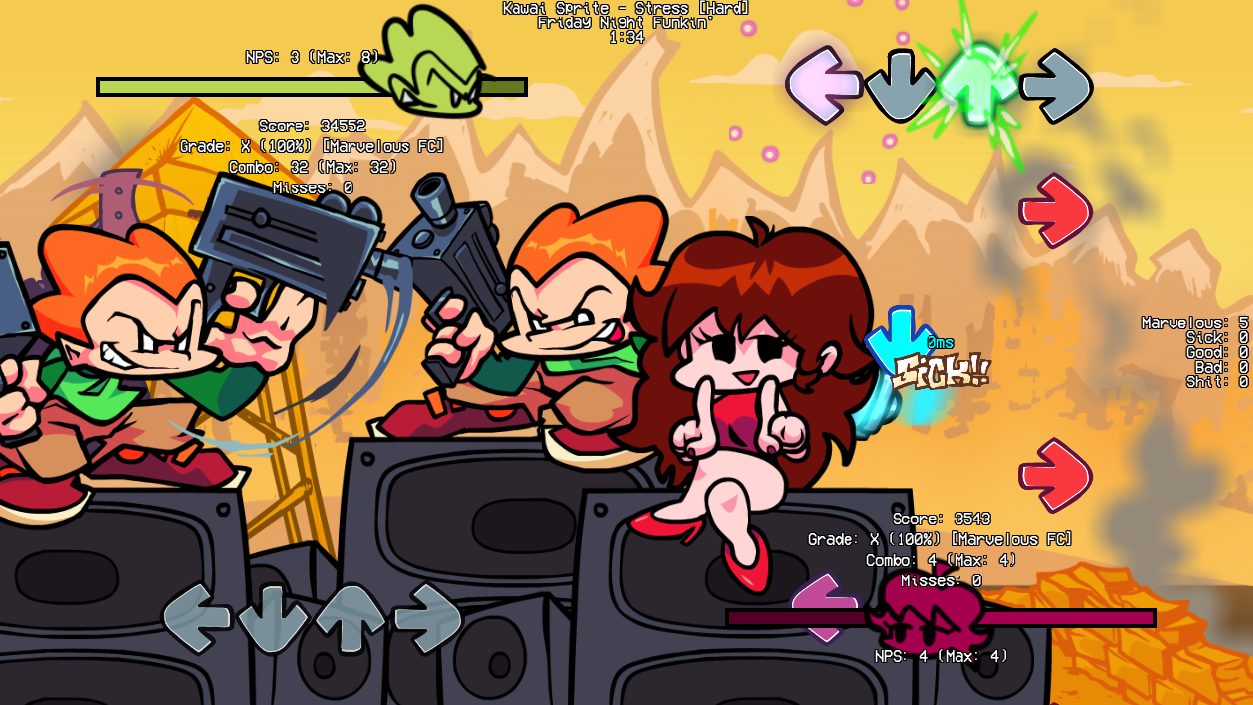 Kawai Sprite - Stress [Hard]
Friday Night Funkin'
1:34
NPS: 3 (Max: 8)
Score: 34552
Grade: X (100%) [Marvelous FC]
Combo: 32 (Max: 32)
Misses: 0
Marvelous: 5
Sick: 0
Good: 0
Bad: 0
Shit: 0
0ms
SiCK!!
Score: 3543
Grade: X (100%) [Marvelous FC]
Combo: 4 (Max: 4)
Misses: 0
NPS: 4 (Max: 4)